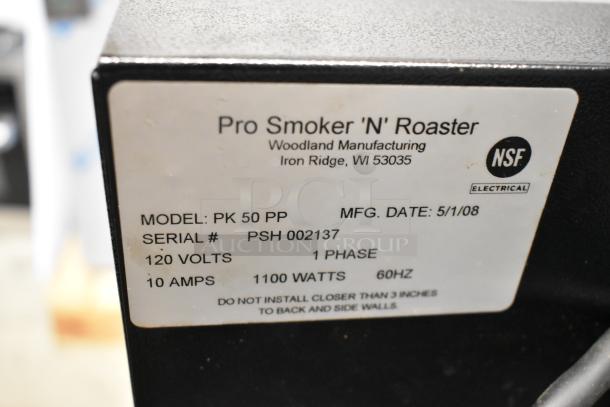 Pro Smoker 'N' Roaster
Woodland Manufacturing
Iron Ridge, WI 53035
NSF
ELECTRICAL
MODEL: PK 50 PP MFG. DATE: 5/1/08
PCi
AUCTION GROUP
SERIAL # PSH 002137
120 VOLTS 1 PHASE
10 AMPS 1100 WATTS 60HZ
DO NOT INSTALL CLOSER THAN 3 INCHES
TO BACK AND SIDE WALLS.